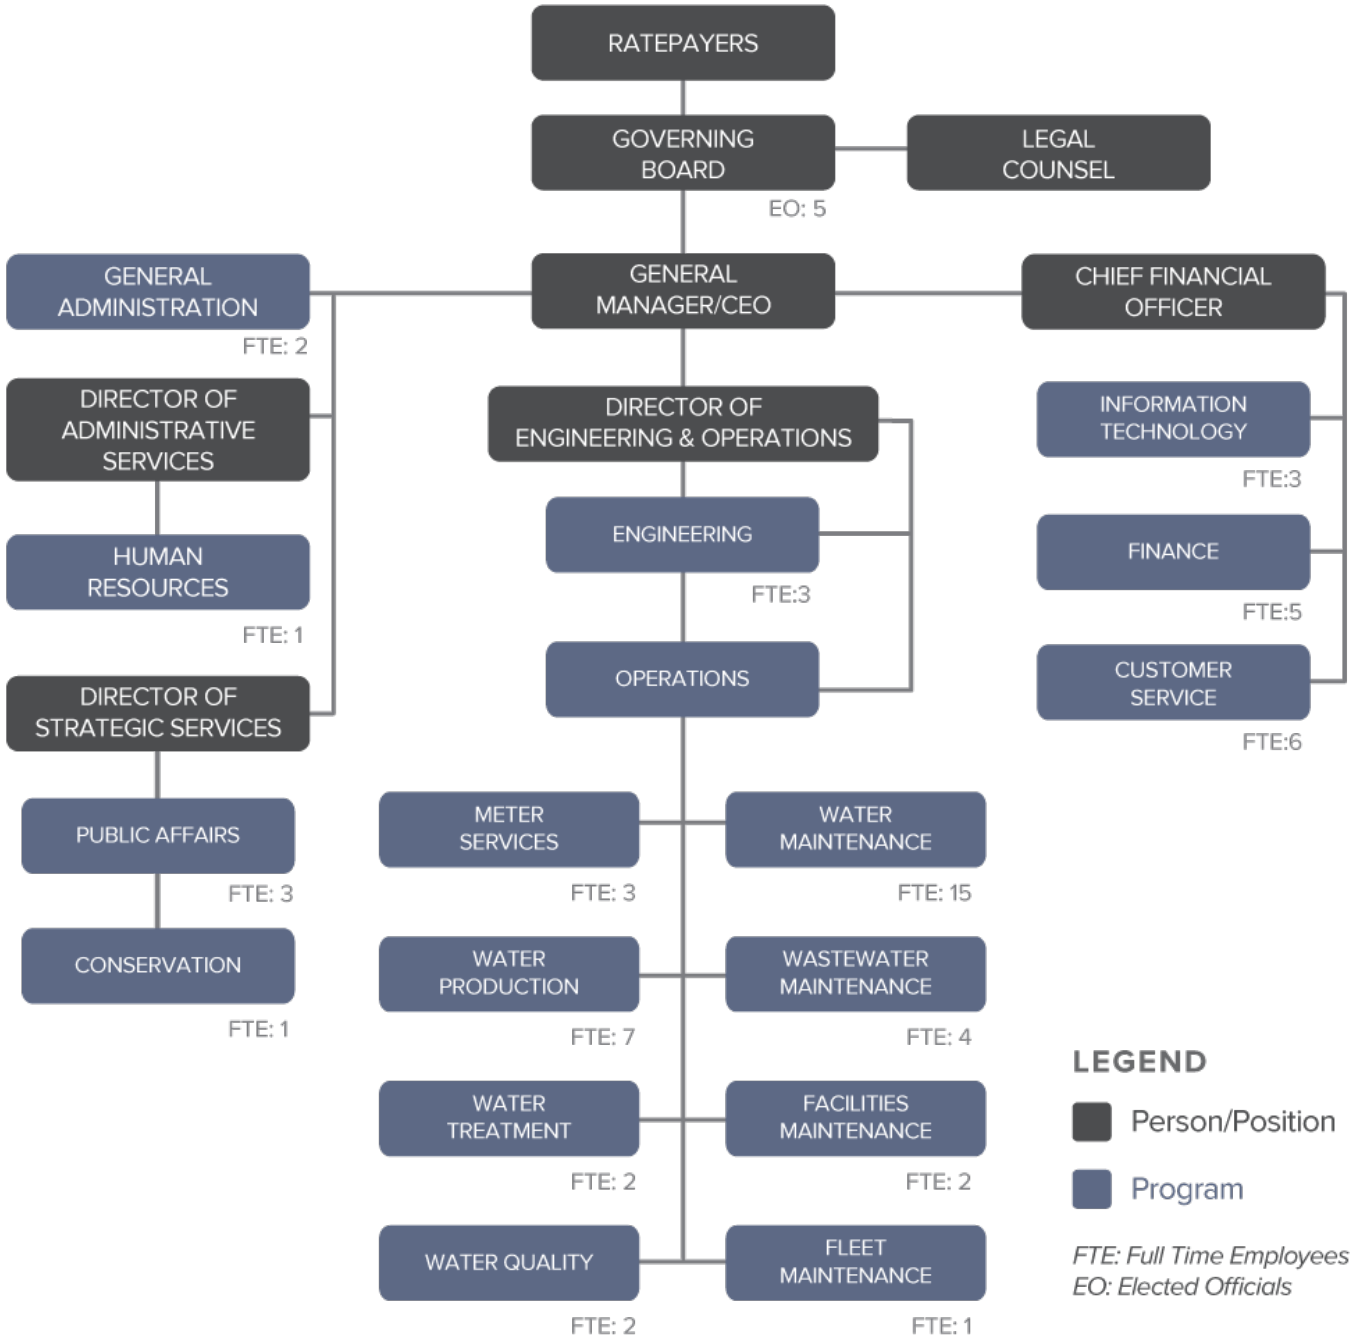 RATEPAYERS
GOVERNING
BOARD
EO: 5
LEGAL
COUNSEL
GENERAL
ADMINISTRATION
FTE: 2
GENERAL
MANAGER/CEO
CHIEF FINANCIAL
OFFICER
DIRECTOR OF
ADMINISTRATIVE
SERVICES
HUMAN
RESOURCES
FTE: 1
DIRECTOR OF
STRATEGIC SERVICES
PUBLIC AFFAIRS
FTE: 3
CONSERVATION
FTE: 1
DIRECTOR OF
ENGINEERING & OPERATIONS
ENGINEERING
FTE:3
OPERATIONS
INFORMATION
TECHNOLOGY
FTE:3
FINANCE
FTE:5
CUSTOMER
SERVICE
FTE:6
METER
SERVICES
FTE: 3
WATER
MAINTENANCE
FTE: 15
WATER
PRODUCTION
FTE: 7
WASTEWATER
MAINTENANCE
FTE: 4
WATER
TREATMENT
FTE: 2
FACILITIES
MAINTENANCE
FTE: 2
WATER QUALITY
FTE: 2
FLEET
MAINTENANCE
FTE: 1
LEGEND
Person/Position
Program
FTE: Full Time Employees
EO: Elected Officials